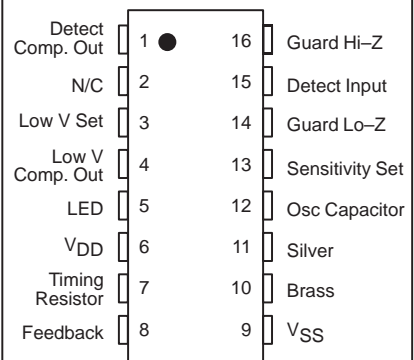 Detect
Comp. Out 1 16 Guard Hi–Z
N/C 2 15 Detect Input
Low V Set 3 14 Guard Lo–Z
Low V
Comp. Out 4 13 Sensitivity Set
LED 5 12 Osc Capacitor
VDD 6 11 Silver
Timing
Resistor 7 10 Brass
Feedback 8 9 VSS